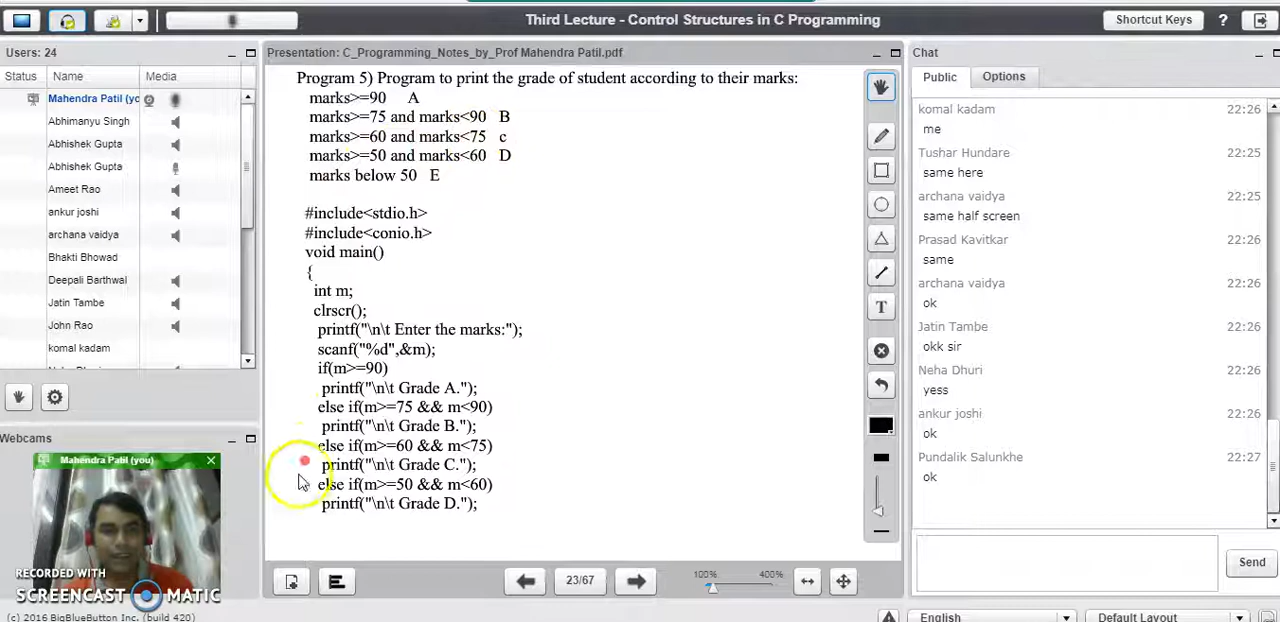 Third Lecture - Control Structures in C Programming
Shortcut Keys
?
Users: 24
Status Name Media
Mahendra Patil (yo
Abhimanyu Singh
Abhishek Gupta
Abhishek Gupta
Ameet Rao
ankur joshi
archana vaidya
Bhakti Bhowad
Deepali Barthwal
Jatin Tambe
John Rao
komal kadam
Webcams
Mahendra Patil (you)
RECORDED WITH
SCREENCAST MATIC
(c) 2016 BigBlueButton Inc. (build 420)
Presentation: C_Programming_Notes_by_Prof Mahendra Patil.pdf
Program 5) Program to print the grade of student according to their marks:
marks>=90 A
marks>=75 and marks<90 B
marks>=60 and marks<75 c
marks>=50 and marks<60 D
marks below 50 E
#include<stdio.h>
#include<conio.h>
void main()
{
int m;
clrscr();
printf("\n\t Enter the marks:");
scanf("%d",&m);
if(m>=90)
printf("\n\t Grade A.");
else if(m>=75 && m<90)
printf("\n\t Grade B.");
else if(m>=60 && m<75)
printf("\n\t Grade C.");
else if(m>=50 && m<60)
printf("\n\t Grade D.");
T
23/67
100% 400%
Chat
Public Options
komal kadam 22:26
me
Tushar Hundare 22:25
same here
archana vaidya 22:25
same half screen
Prasad Kavitkar 22:26
same
archana vaidya 22:26
ok
Jatin Tambe 22:26
okk sir
Neha Dhuri 22:26
yess
ankur joshi 22:26
ok
Pundalik Salunkhe 22:27
ok
Send
English
Default Layout